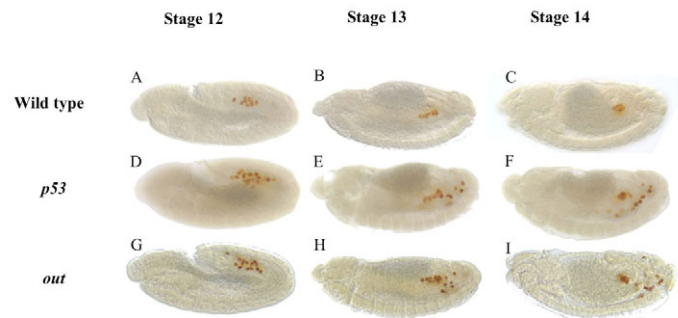 Stage 12 Stage 13 Stage 14
A B C
Wild type
D E F
p53
G H I
out